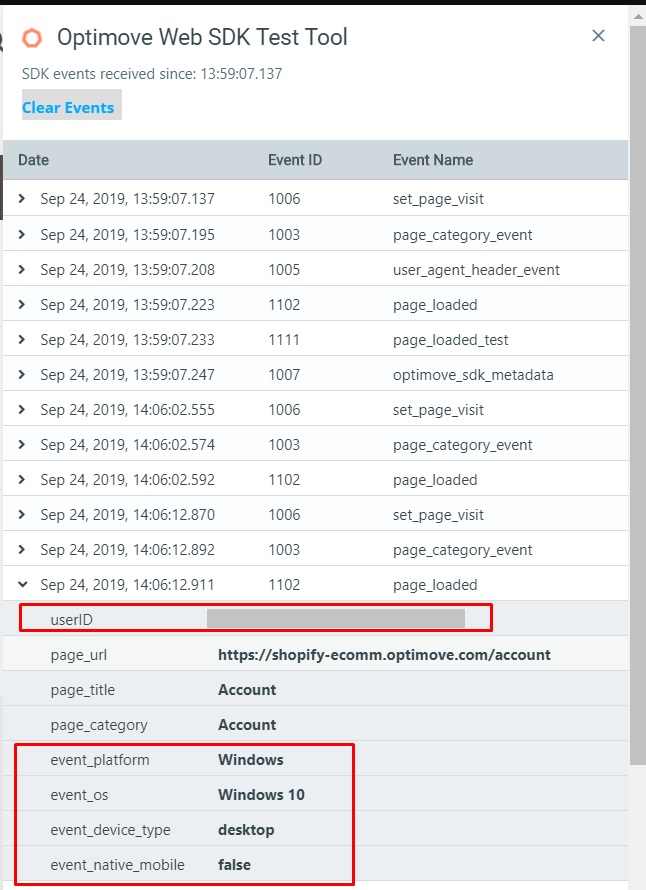 Optimove Web SDK Test Tool
SDK events received since: 13:59:07.137
Clear Events
Date Event ID Event Name
Sep 24, 2019, 13:59:07.137 1006 set_page_visit
Sep 24, 2019, 13:59:07.195 1003 page_category_event
Sep 24, 2019, 13:59:07.208 1005 user_agent_header_event
Sep 24, 2019, 13:59:07.223 1102 page_loaded
Sep 24, 2019, 13:59:07.233 1111 page_loaded_test
Sep 24, 2019, 13:59:07.247 1007 optimove_sdk_metadata
Sep 24, 2019, 14:06:02.555 1006 set_page_visit
Sep 24, 2019, 14:06:02.574 1003 page_category_event
Sep 24, 2019, 14:06:02.592 1102 page_loaded
Sep 24, 2019, 14:06:12.870 1006 set_page_visit
Sep 24, 2019, 14:06:12.892 1003 page_category_event
Sep 24, 2019, 14:06:12.911 1102 page_loaded
userID
page_url https://shopify-ecomm.optimove.com/account
page_title Account
page_category Account
event_platform Windows
event_os Windows 10
event_device_type desktop
event_native_mobile false